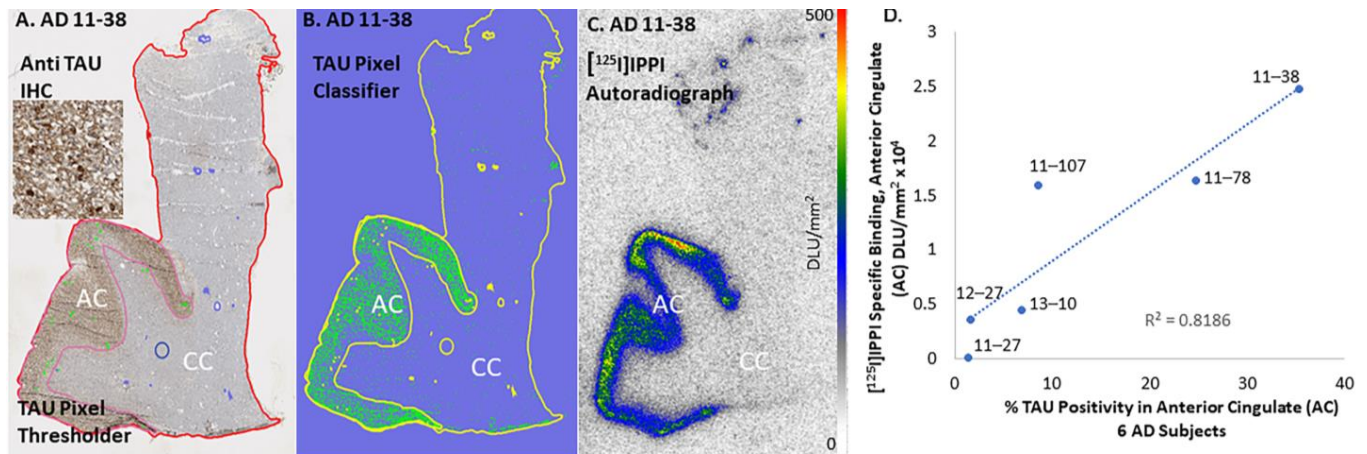 A. AD 11-38
Anti TAU
IHC
AC
CC
TAU Pixel
Thresholder
B. AD 11-38
TAU Pixel
Classifier
AC
CC
C. AD 11-38
[¹²⁵I]IPPI
Autoradiograph
AC
CC
500
DLU/mm²
0
D.
[¹²⁵I]IPPI Specific Binding, Anterior Cingulate
(AC) DLU/mm² x 10⁴
3
2.5
2
1.5
1
0.5
0
11–38
11–107
11–78
12–27
13–10
11–27
R² = 0.8186
0
10
20
30
40
% TAU Positivity in Anterior Cingulate (AC)
6 AD Subjects